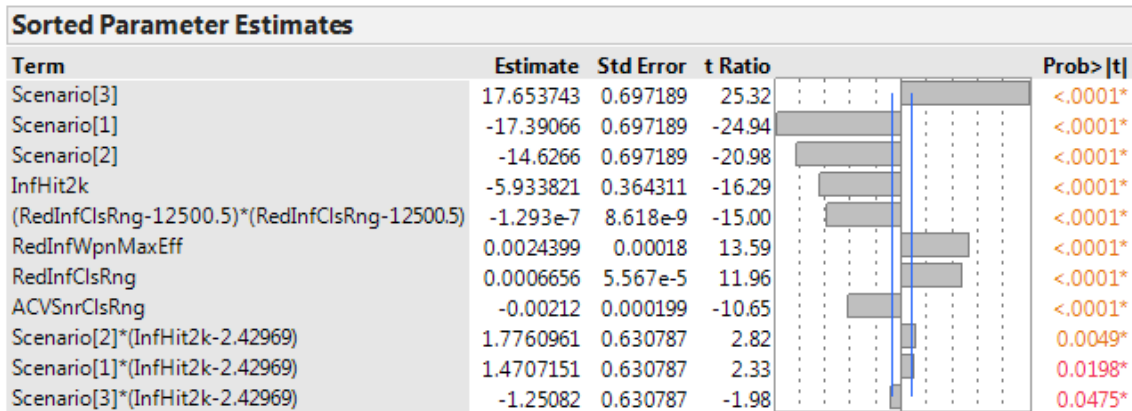 Sorted Parameter Estimates
Term Estimate Std Error t Ratio Prob>|t|
Scenario[3] 17.653743 0.697189 25.32 <.0001*
Scenario[1] -17.39066 0.697189 -24.94 <.0001*
Scenario[2] -14.6266 0.697189 -20.98 <.0001*
InfHit2k -5.933821 0.364311 -16.29 <.0001*
(RedInfClsRng-12500.5)*(RedInfClsRng-12500.5) -1.293e-7 8.618e-9 -15.00 <.0001*
RedInfWpnMaxEff 0.0024399 0.00018 13.59 <.0001*
RedInfClsRng 0.0006656 5.567e-5 11.96 <.0001*
ACVSnrClsRng -0.00212 0.000199 -10.65 <.0001*
Scenario[2]*(InfHit2k-2.42969) 1.7760961 0.630787 2.82 0.0049*
Scenario[1]*(InfHit2k-2.42969) 1.4707151 0.630787 2.33 0.0198*
Scenario[3]*(InfHit2k-2.42969) -1.25082 0.630787 -1.98 0.0475*